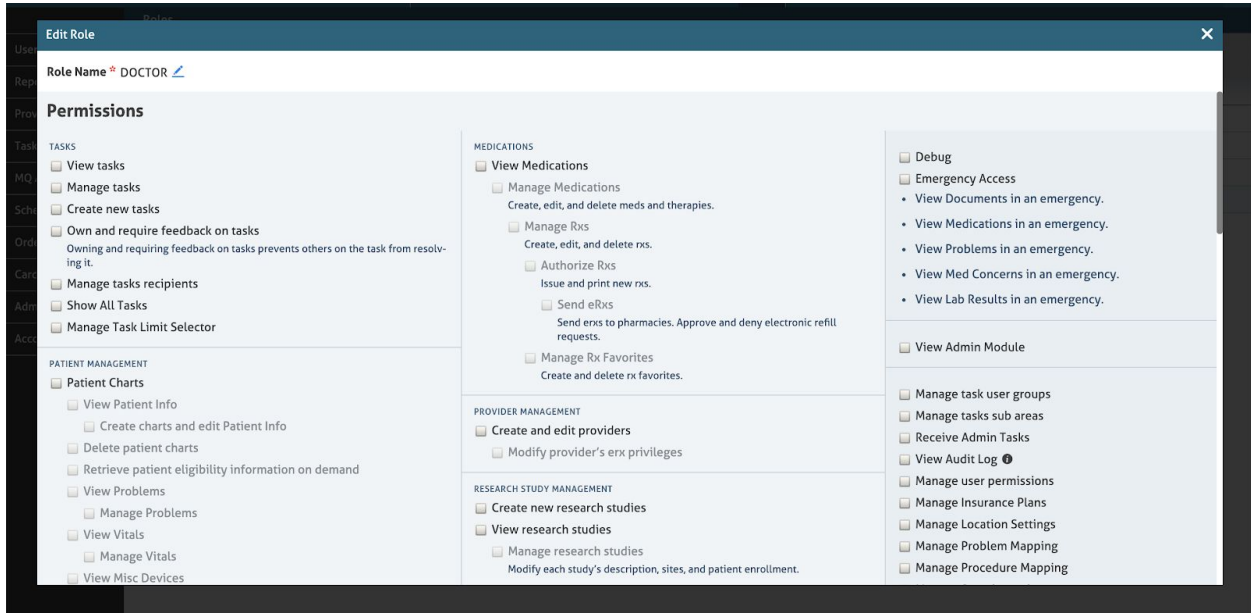 Roles
User
Repo
Prov
Task
MQ
Sche
Orde
Card
Adm
Acco
Edit Role
Role Name * DOCTOR
Permissions
TASKS
View tasks
Manage tasks
Create new tasks
Own and require feedback on tasks
Owning and requiring feedback on tasks prevents others on the task from resolv-
ing it.
Manage tasks recipients
Show All Tasks
Manage Task Limit Selector
PATIENT MANAGEMENT
Patient Charts
View Patient Info
Create charts and edit Patient Info
Delete patient charts
Retrieve patient eligibility information on demand
View Problems
Manage Problems
View Vitals
Manage Vitals
View Misc Devices
MEDICATIONS
View Medications
Manage Medications
Create, edit, and delete meds and therapies.
Manage Rxs
Create, edit, and delete rxs.
Authorize Rxs
Issue and print new rxs.
Send eRxs
Send erxs to pharmacies. Approve and deny electronic refill
requests.
Manage Rx Favorites
Create and delete rx favorites.
PROVIDER MANAGEMENT
Create and edit providers
Modify provider's erx privileges
RESEARCH STUDY MANAGEMENT
Create new research studies
View research studies
Manage research studies
Modify each study's description, sites, and patient enrollment.
Debug
Emergency Access
• View Documents in an emergency.
• View Medications in an emergency.
• View Problems in an emergency.
• View Med Concerns in an emergency.
• View Lab Results in an emergency.
View Admin Module
Manage task user groups
Manage tasks sub areas
Receive Admin Tasks
View Audit Log
Manage user permissions
Manage Insurance Plans
Manage Location Settings
Manage Problem Mapping
Manage Procedure Mapping